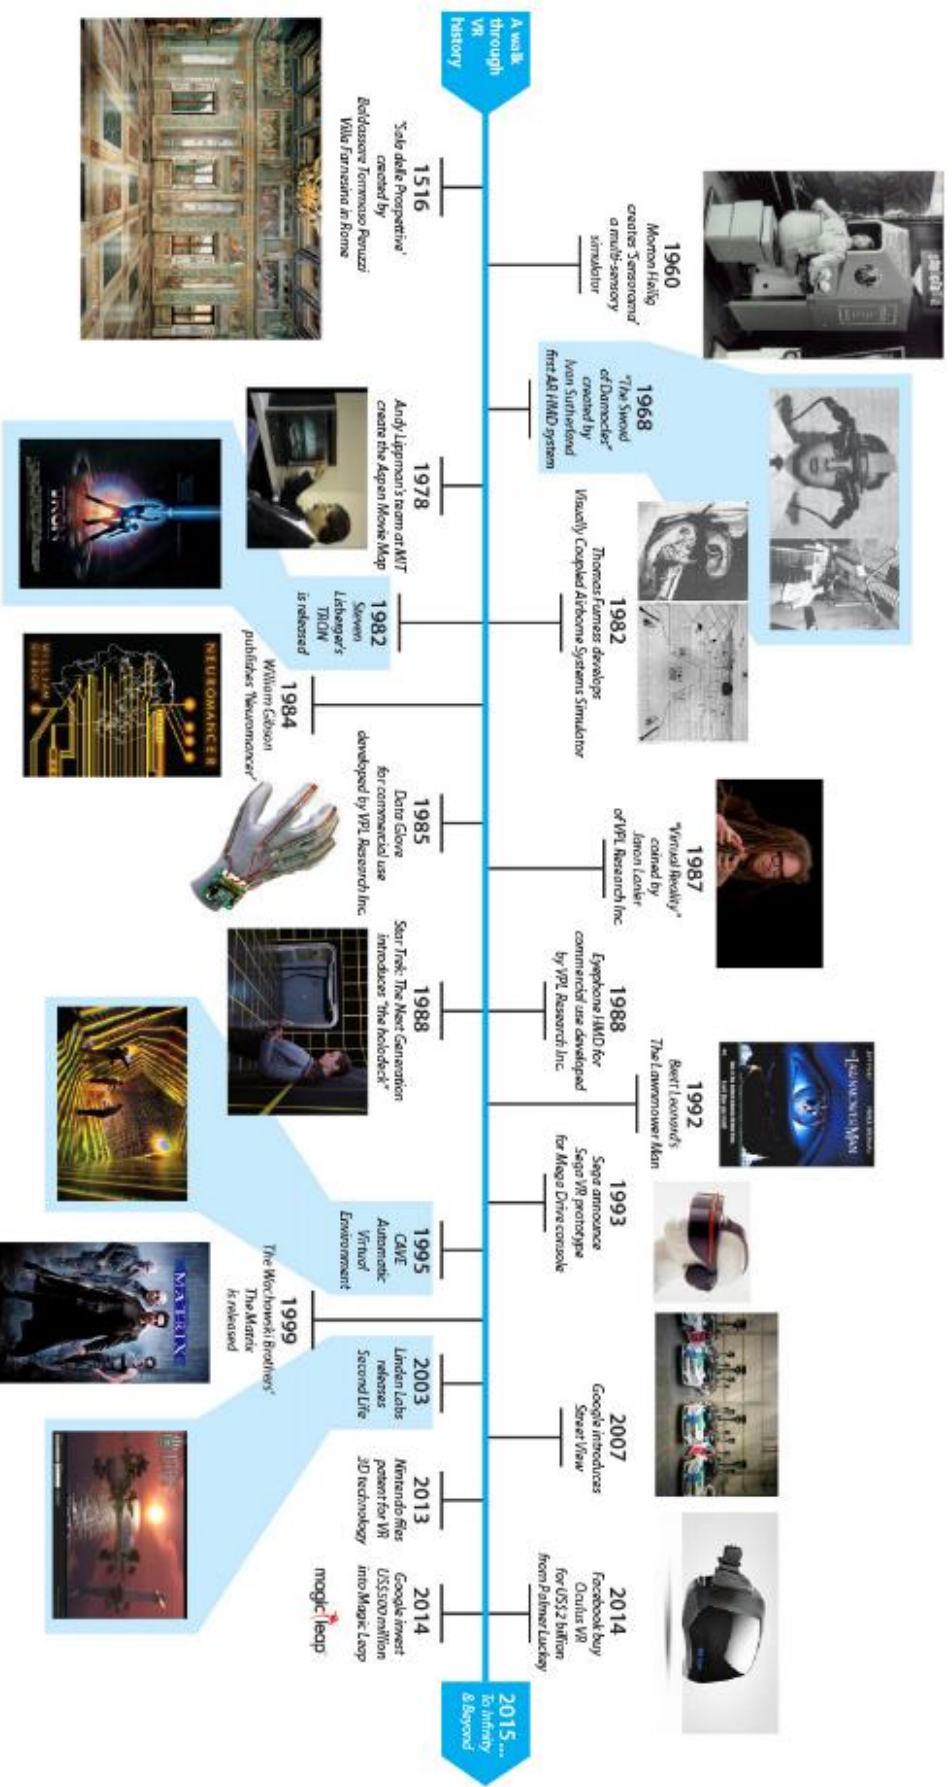 A walk
through
VR
history
1516
'Sala delle Prospettive'
created by
Baldassare Tommaso Peruzzi
Villa Farnesina in Rome
1960
Morton Heilig
creates 'Sensorama'
a multi-sensory
simulator
1968
"The Sword
of Damocles"
created by
Ivan Sutherland
first AR HMD system
1978
Andy Lippman's team at MIT
create the Aspen Movie Map
1982
Thomas Furness develops
Visually Coupled Airborne Systems Simulator
1982
Steven
Lisberger's
TRON
is released
TRON
1984
William Gibson
publishes 'Neuromancer'
NEUROMANCER
WILLIAM
GIBSON
1985
Data Glove
for commercial use
developed by VPL Research Inc.
1987
"Virtual Reality"
coined by
Jaron Lanier
of VPL Research Inc.
1988
Eyephone HMD for
commercial use developed
by VPL Research Inc.
1988
Star Trek: The Next Generation
introduces "the holodeck"
1992
Brett Leonard's
The Lawnmower Man
THE LAWNMOWER MAN
1993
Sega announce
Sega VR prototype
for Mega Drive console
1995
CAVE
Automatic
Virtual
Environment
1999
The Wachowski Brothers'
The Matrix
is released
MATRIX
2003
Linden Labs
releases
Second Life
2007
Google introduces
Street View
2013
Nintendo files
patent for VR
3D technology
2014
Facebook buy
Oculus VR
for US$2 billion
from Palmer Luckey
2014
Google invest
US$500 million
into Magic Leap
magic leap
2015 ...
To Infinity
& Beyond